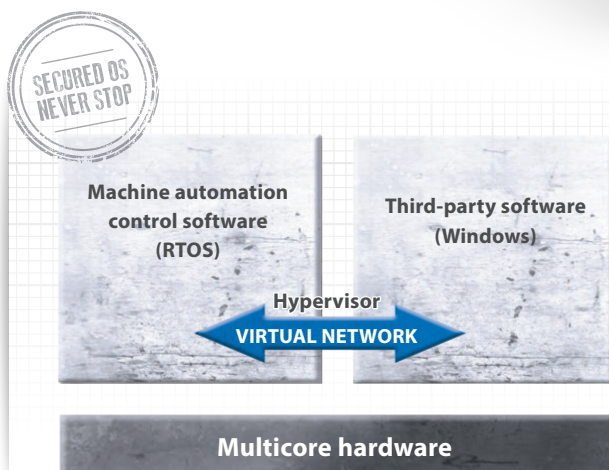 SECURED OS
NEVER STOP
Machine automation
control software
(RTOS)
Third-party software
(Windows)
Hypervisor
VIRTUAL NETWORK
Multicore hardware